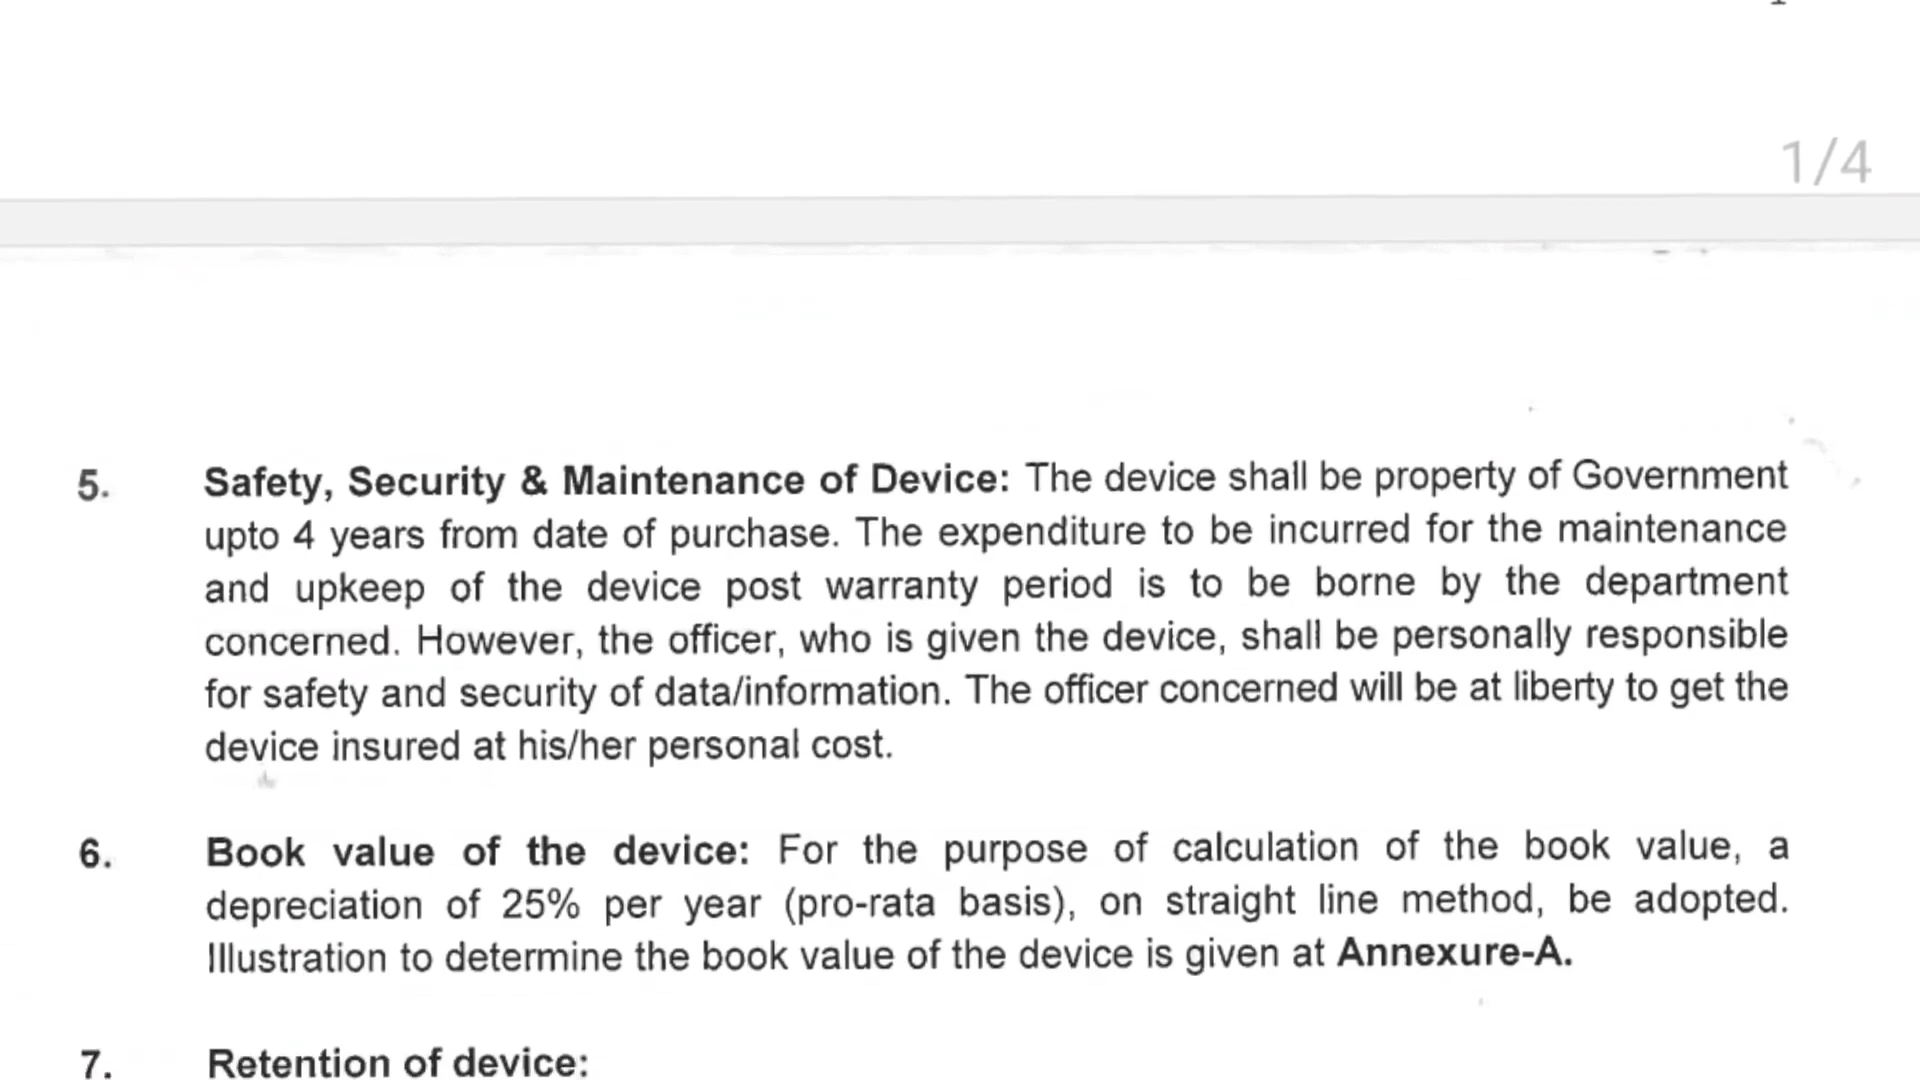 1/4
5. Safety, Security & Maintenance of Device: The device shall be property of Government
upto 4 years from date of purchase. The expenditure to be incurred for the maintenance
and upkeep of the device post warranty period is to be borne by the department
concerned. However, the officer, who is given the device, shall be personally responsible
for safety and security of data/information. The officer concerned will be at liberty to get the
device insured at his/her personal cost.
6. Book value of the device: For the purpose of calculation of the book value, a
depreciation of 25% per year (pro-rata basis), on straight line method, be adopted.
Illustration to determine the book value of the device is given at Annexure-A.
7. Retention of device: